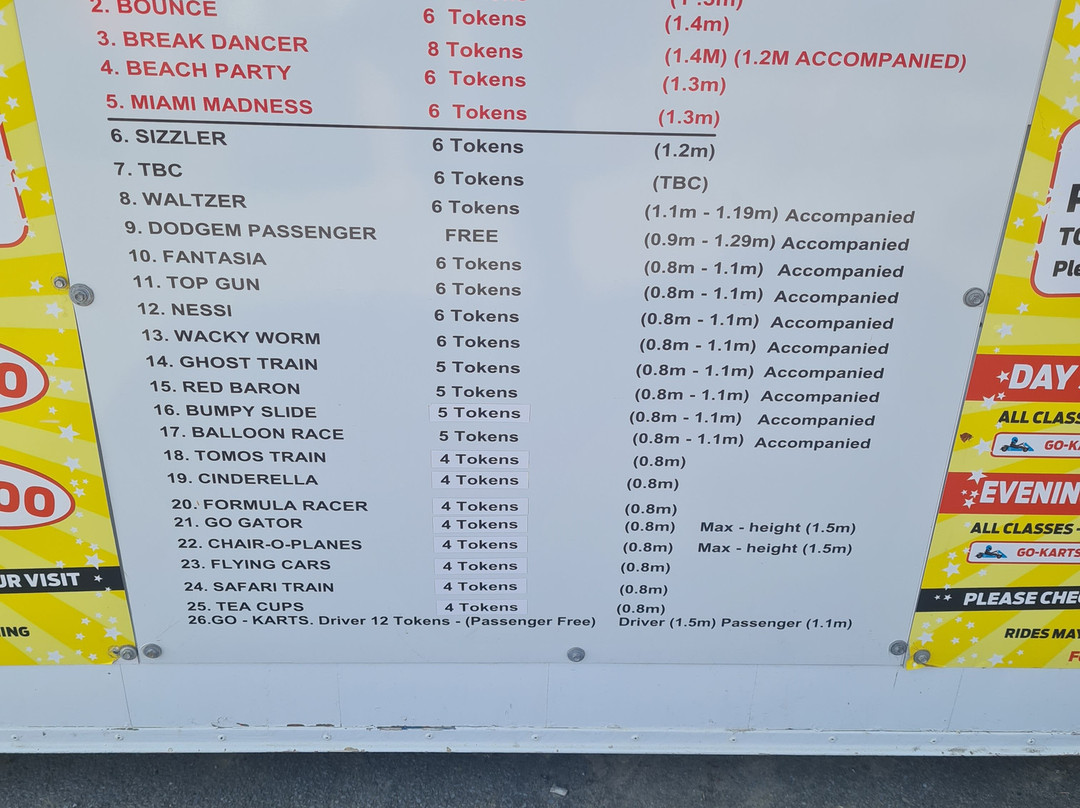 2. BOUNCE 6 Tokens (1.4m)
3. BREAK DANCER 8 Tokens (1.4M) (1.2M ACCOMPANIED)
4. BEACH PARTY 6 Tokens (1.3m)
5. MIAMI MADNESS 6 Tokens (1.3m)
6. SIZZLER 6 Tokens (1.2m)
7. TBC 6 Tokens (TBC)
8. WALTZER 6 Tokens (1.1m - 1.19m) Accompanied
9. DODGEM PASSENGER FREE (0.9m - 1.29m) Accompanied
10. FANTASIA 6 Tokens (0.8m - 1.1m) Accompanied
11. TOP GUN 6 Tokens (0.8m - 1.1m) Accompanied
12. NESSI 6 Tokens (0.8m - 1.1m) Accompanied
13. WACKY WORM 6 Tokens (0.8m - 1.1m) Accompanied
14. GHOST TRAIN 5 Tokens (0.8m - 1.1m) Accompanied
15. RED BARON 5 Tokens (0.8m - 1.1m) Accompanied
16. BUMPY SLIDE 5 Tokens (0.8m - 1.1m) Accompanied
17. BALLOON RACE 5 Tokens (0.8m - 1.1m) Accompanied
18. TOMOS TRAIN 4 Tokens (0.8m)
19. CINDERELLA 4 Tokens (0.8m)
20. FORMULA RACER 4 Tokens (0.8m)
21. GO GATOR 4 Tokens (0.8m) Max - height (1.5m)
22. CHAIR-O-PLANES 4 Tokens (0.8m) Max - height (1.5m)
23. FLYING CARS 4 Tokens (0.8m)
24. SAFARI TRAIN 4 Tokens (0.8m)
25. TEA CUPS 4 Tokens (0.8m)
26.GO - KARTS. Driver 12 Tokens - (Passenger Free) Driver (1.5m) Passenger (1.1m)
0
00
UR VISIT
ING
TO
Ple
DAY
ALL CLASS
GO-K
EVENIN
ALL CLASSES -
GO-KARTS
PLEASE CHE
RIDES MAY